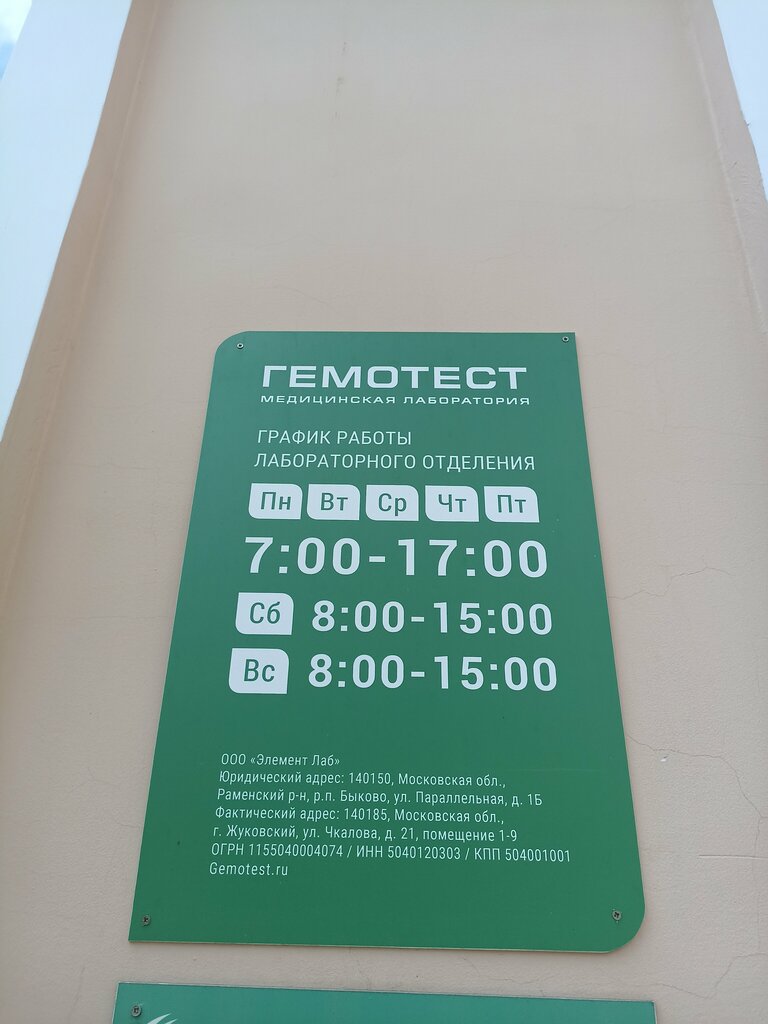 ГЕМОТЕСТ
МЕДИЦИНСКАЯ ЛАБОРАТОРИЯ
ГРАФИК РАБОТЫ
ЛАБОРАТОРНОГО ОТДЕЛЕНИЯ
Пн Вт Ср Чт Пт
7:00-17:00
Сб 8:00-15:00
Вс 8:00-15:00
ООО «Элемент Лаб»
Юридический адрес: 140150, Московская обл.,
Раменский р-н, р.п. Быково, ул. Параллельная, д. 1Б
Фактический адрес: 140185, Московская обл.,
г. Жуковский, ул. Чкалова, д. 21, помещение 1-9
ОГРН 1155040004074 / ИНН 5040120303 / КПП 504001001
Gemotest.ru